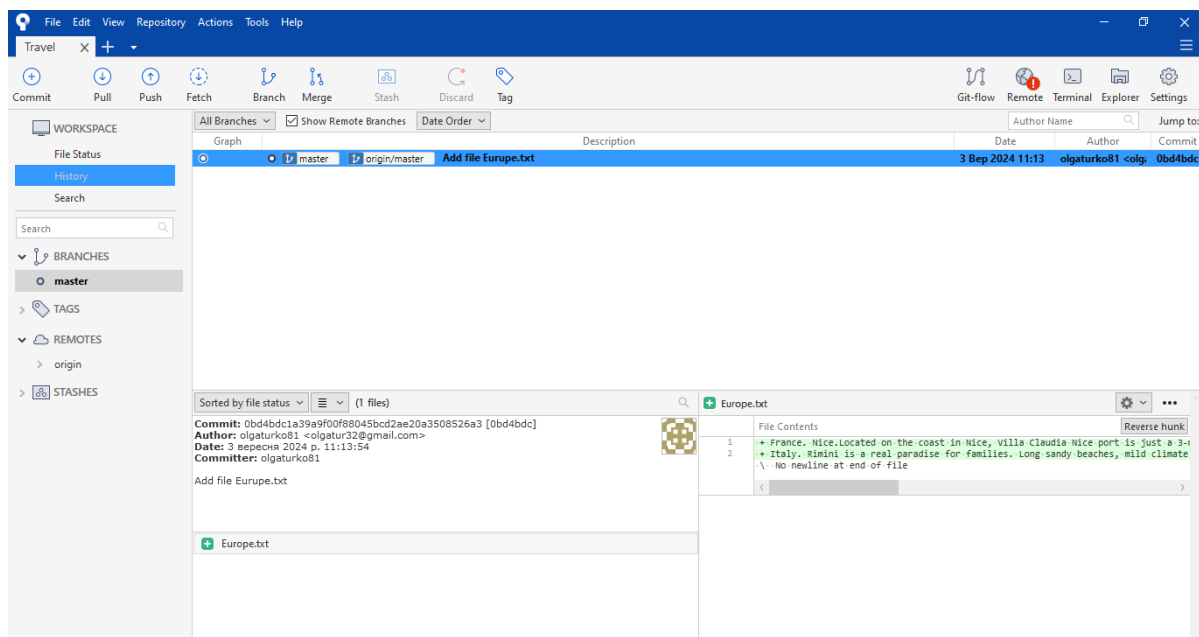 File Edit View Repository Actions Tools Help
Travel
Commit Pull Push Fetch Branch Merge Stash Discard Tag Git-flow Remote Terminal Explorer Settings
WORKSPACE
File Status
History
Search
Search
BRANCHES
master
TAGS
REMOTES
origin
STASHES
All Branches Show Remote Branches Date Order Author Name Jump to:
Graph Description Date Author Commit
master origin/master Add file Eurupe.txt 3 Вер 2024 11:13 olgaturko81 <olga 0bd4bdc
Sorted by file status (1 files)
Commit: 0bd4bdc1a39a9f00f88045bcd2ae20a3508526a3 [0bd4bdc]
Author: olgaturko81 <olgatur32@gmail.com>
Date: 3 вересня 2024 р. 11:13:54
Committer: olgaturko81
Add file Eurupe.txt
Europe.txt
Europe.txt
File Contents Reverse hunk
1 + France. Nice.Located on the coast in Nice, Villa Claudia Nice port is just a 3-
2 + Italy. Rimini is a real paradise for families. Long sandy beaches, mild climate
\ No newline at end of file